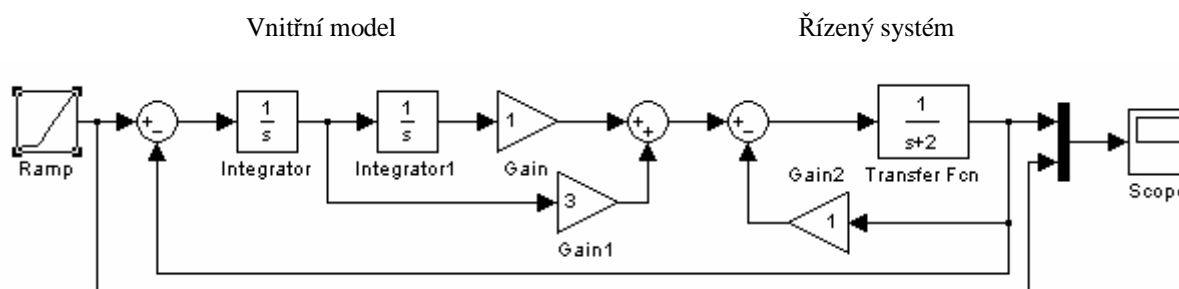 Vnitřní model
Řízený systém
Ramp
+
−
1
s
Integrator
1
s
Integrator1
1
Gain
3
Gain1
+
+
+
−
1
s+2
Transfer Fcn
Gain2
1
Scope